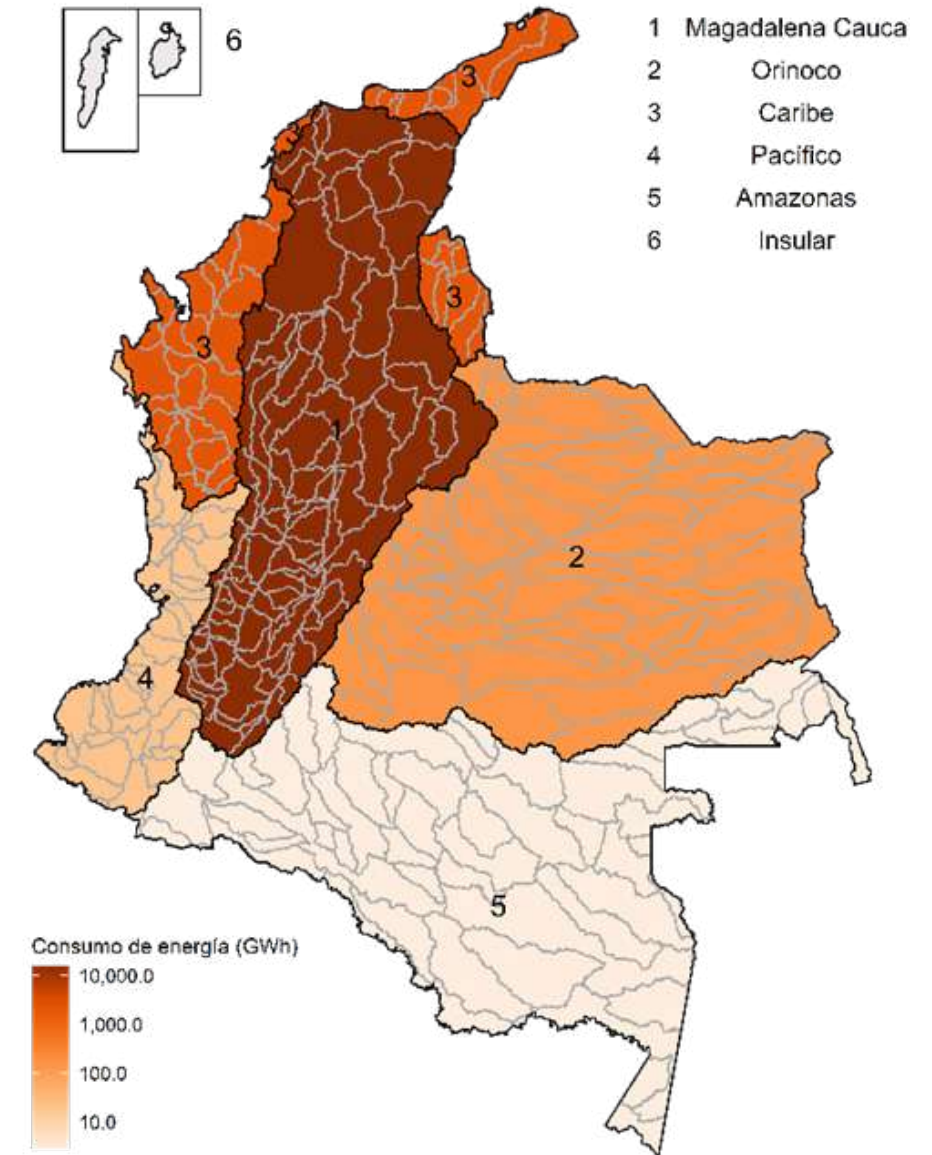 6
1 Magadalena Cauca
2 Orinoco
3 Caribe
4 Pacífico
5 Amazonas
6 Insular
3
3
3
1
2
4
5
Consumo de energía (GWh)
10,000.0
1,000.0
100.0
10.0